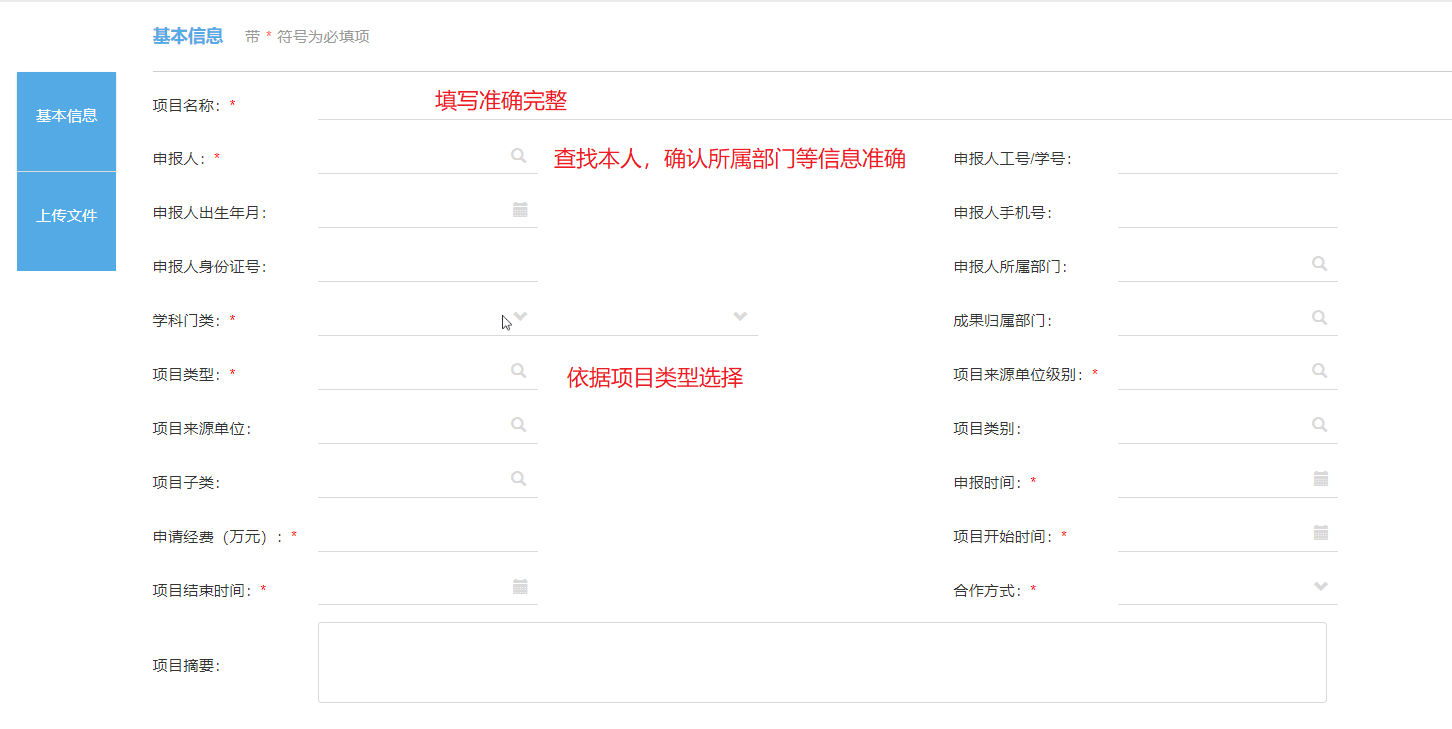 基本信息 带 * 符号为必填项
基本信息
上传文件
项目名称： * 填写准确完整
申报人： * 查找本人，确认所属部门等信息准确 申报人工号/学号：
申报人出生年月： 申报人手机号：
申报人身份证号： 申报人所属部门：
学科门类： * 成果归属部门：
项目类型： * 依据项目类型选择 项目来源单位级别： *
项目来源单位： 项目类别：
项目子类： 申报时间： *
申请经费（万元）： * 项目开始时间： *
项目结束时间： * 合作方式： *
项目摘要：